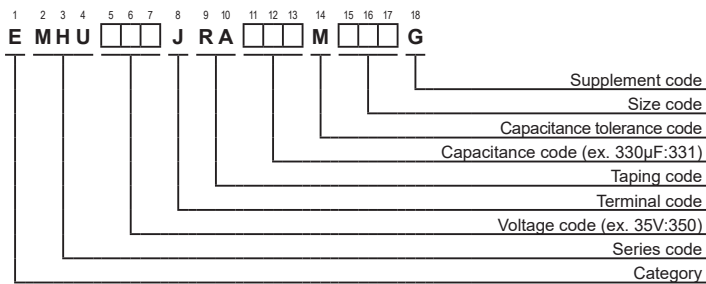 1 2 3 4 5 6 7 8 9 10 11 12 13 14 15 16 17 18
E M H U J R A M G
Supplement code
Size code
Capacitance tolerance code
Capacitance code (ex. 330µF:331)
Taping code
Terminal code
Voltage code (ex. 35V:350)
Series code
Category